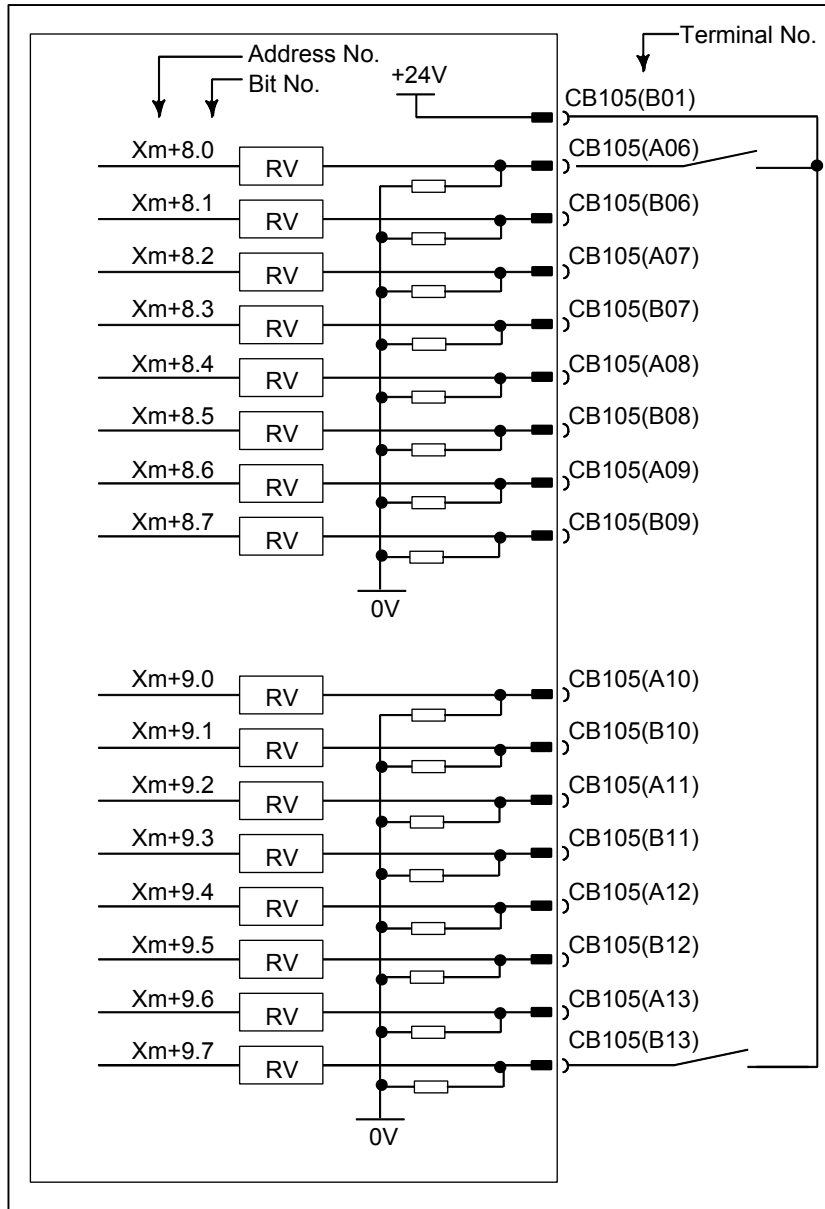 Address No.
Bit No.
Terminal No.
+24V
CB105(B01)
Xm+8.0 RV CB105(A06)
Xm+8.1 RV CB105(B06)
Xm+8.2 RV CB105(A07)
Xm+8.3 RV CB105(B07)
Xm+8.4 RV CB105(A08)
Xm+8.5 RV CB105(B08)
Xm+8.6 RV CB105(A09)
Xm+8.7 RV CB105(B09)
0V
Xm+9.0 RV CB105(A10)
Xm+9.1 RV CB105(B10)
Xm+9.2 RV CB105(A11)
Xm+9.3 RV CB105(B11)
Xm+9.4 RV CB105(A12)
Xm+9.5 RV CB105(B12)
Xm+9.6 RV CB105(A13)
Xm+9.7 RV CB105(B13)
0V